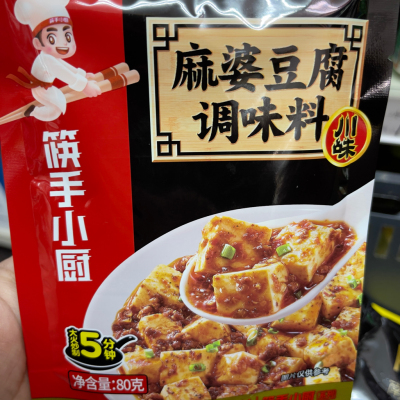 麻婆豆腐
调味料
川味
筷手小厨
大火炒制
5分钟
净含量:80克
图片仅供参考